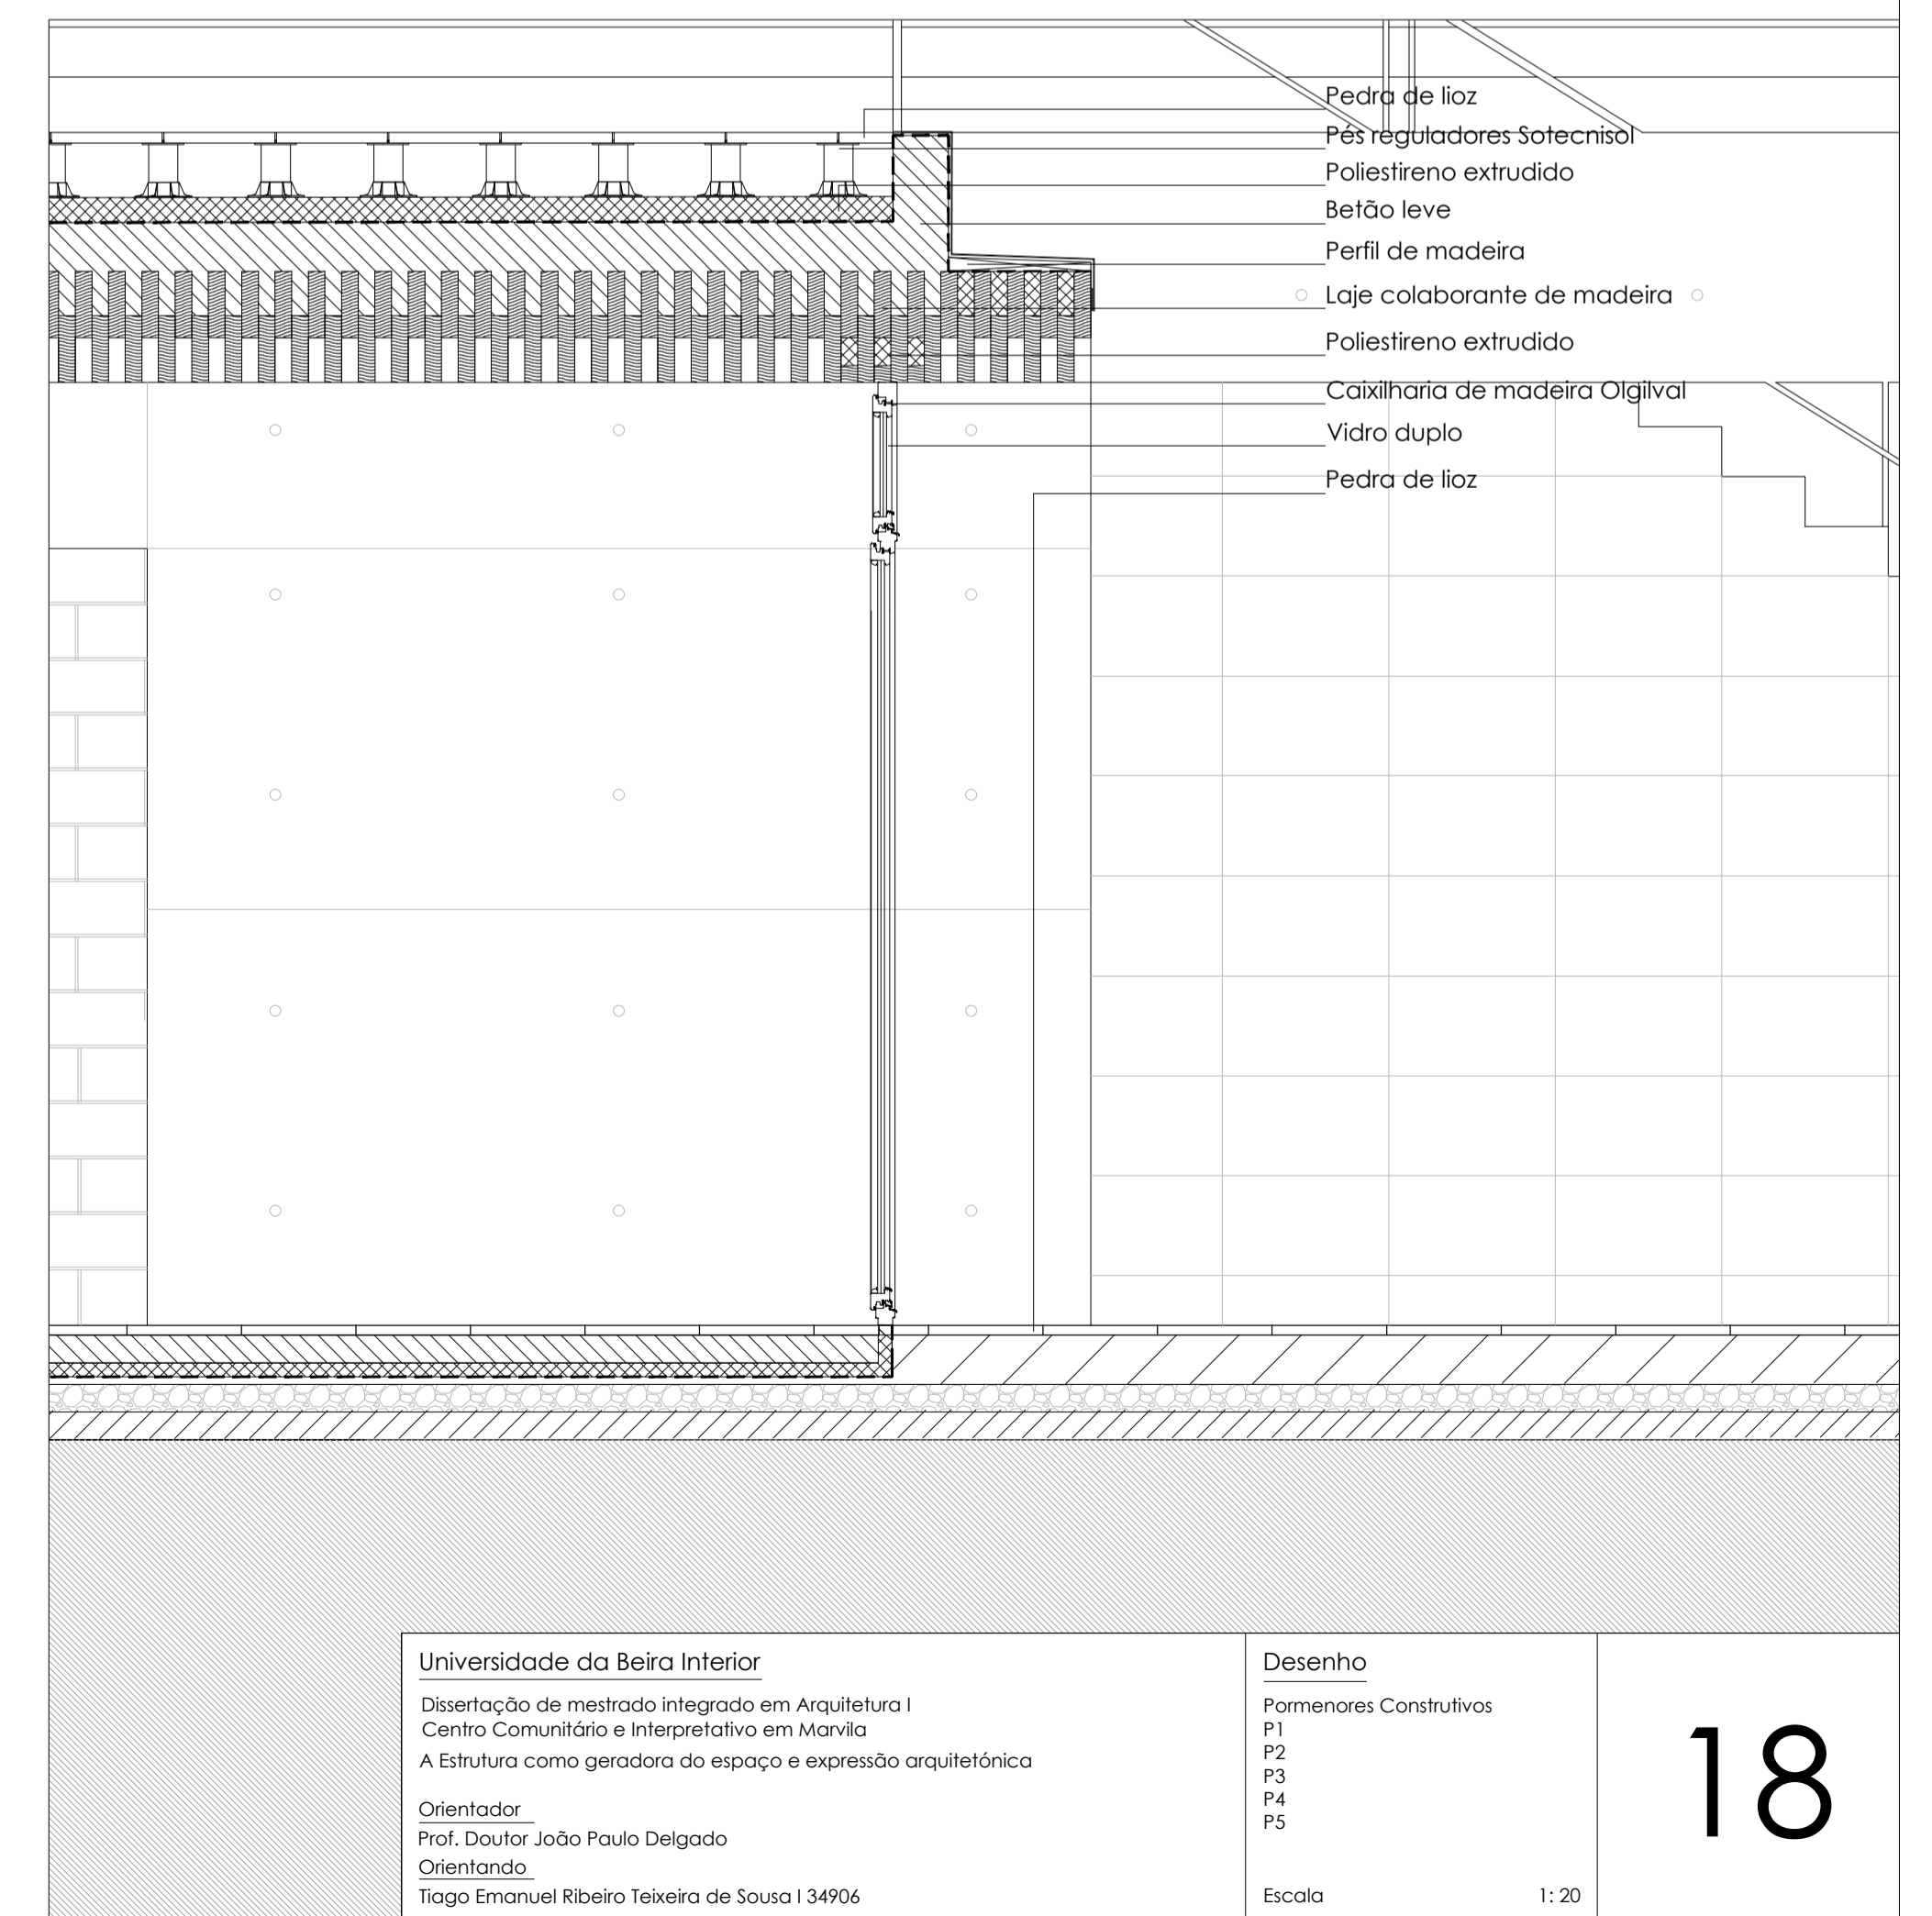 Pedra de lioz
Pés reguladores Sotecnisol
Poliestireno extrudido
Betão leve
Perfil de madeira
Laje colaborante de madeira
Poliestireno extrudido
Caixilharia de madeira Olgilval
Vidro duplo
Pedra de lioz
Universidade da Beira Interior
Dissertação de mestrado integrado em Arquitetura I
Centro Comunitário e Interpretativo em Marvila
A Estrutura como geradora do espaço e expressão arquitetónica
Orientador
Prof. Doutor João Paulo Delgado
Orientando
Tiago Emanuel Ribeiro Teixeira de Sousa I 34906
Desenho
Pormenores Construtivos
P1
P2
P3
P4
P5
Escala 1: 20
18